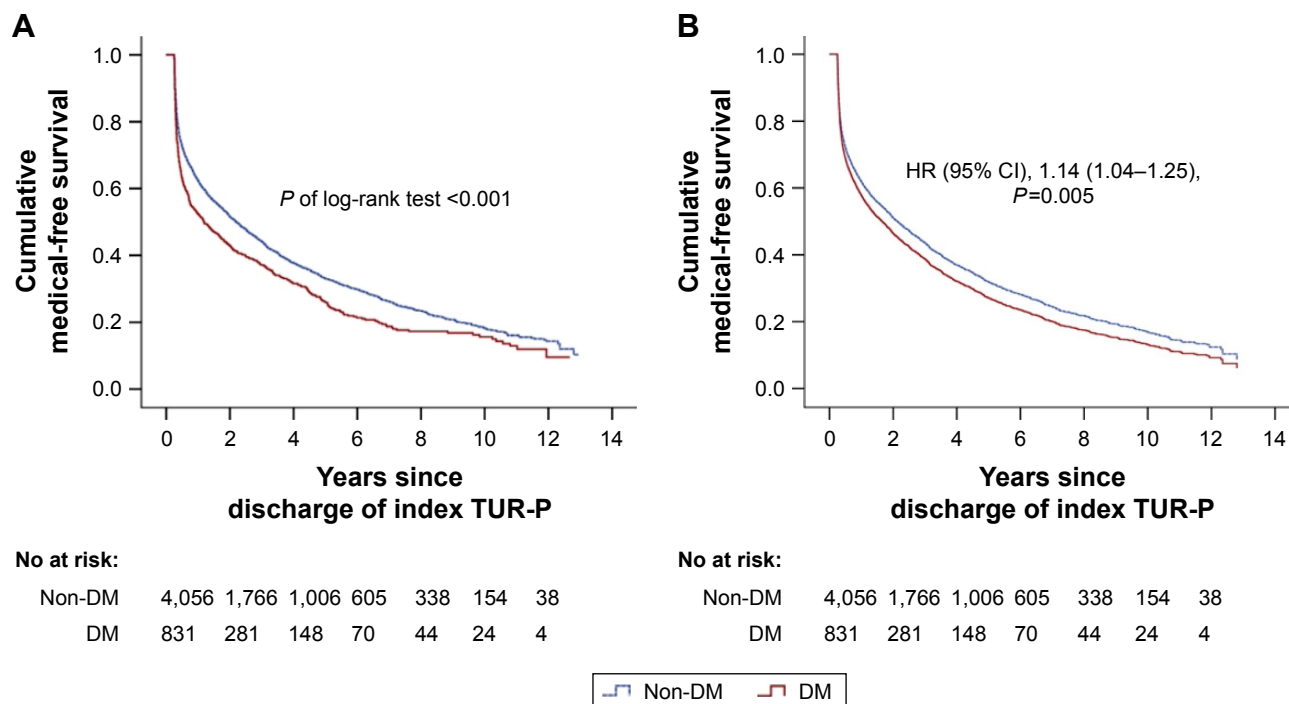 A
Cumulative
medical-free survival
1.0
0.8
0.6
0.4
0.2
0.0
P of log-rank test <0.001
0 2 4 6 8 10 12 14
Years since
discharge of index TUR-P
No at risk:
Non-DM 4,056 1,766 1,006 605 338 154 38
DM 831 281 148 70 44 24 4
B
Cumulative
medical-free survival
1.0
0.8
0.6
0.4
0.2
0.0
HR (95% CI), 1.14 (1.04–1.25),
P=0.005
0 2 4 6 8 10 12 14
Years since
discharge of index TUR-P
No at risk:
Non-DM 4,056 1,766 1,006 605 338 154 38
DM 831 281 148 70 44 24 4
Non-DM DM